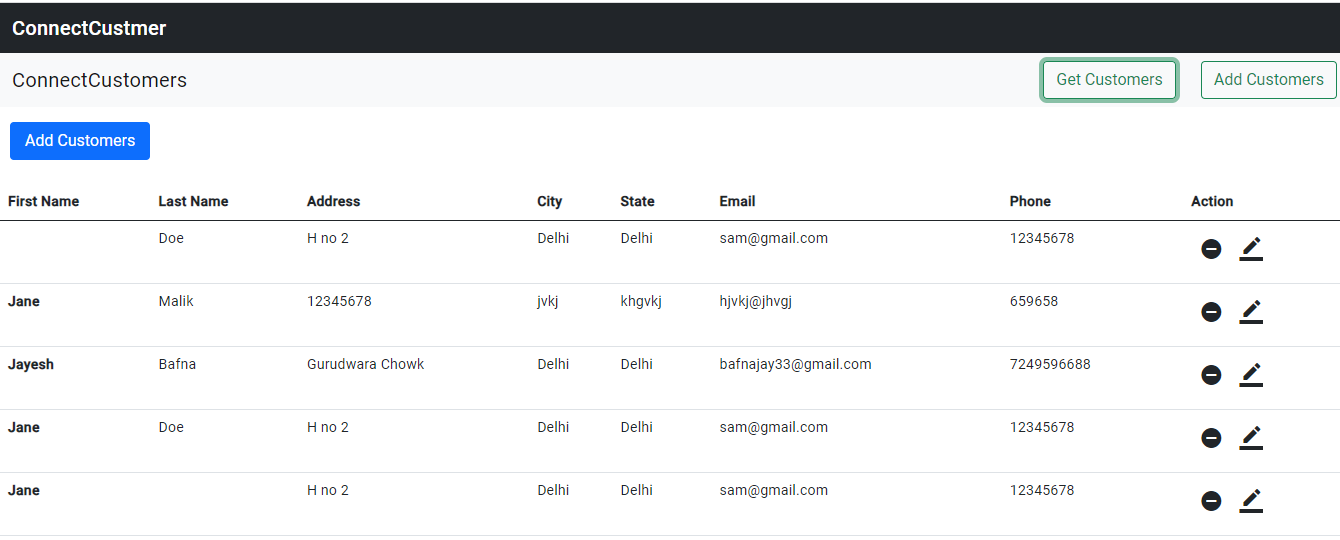 ConnectCustmer
ConnectCustomers Get Customers Add Customers
Add Customers
First Name Last Name Address City State Email Phone Action
Doe H no 2 Delhi Delhi sam@gmail.com 12345678
Jane Malik 12345678 jvkj khgvkj hjvkj@jhvgj 659658
Jayesh Bafna Gurudwara Chowk Delhi Delhi bafnajay33@gmail.com 7249596688
Jane Doe H no 2 Delhi Delhi sam@gmail.com 12345678
Jane H no 2 Delhi Delhi sam@gmail.com 12345678